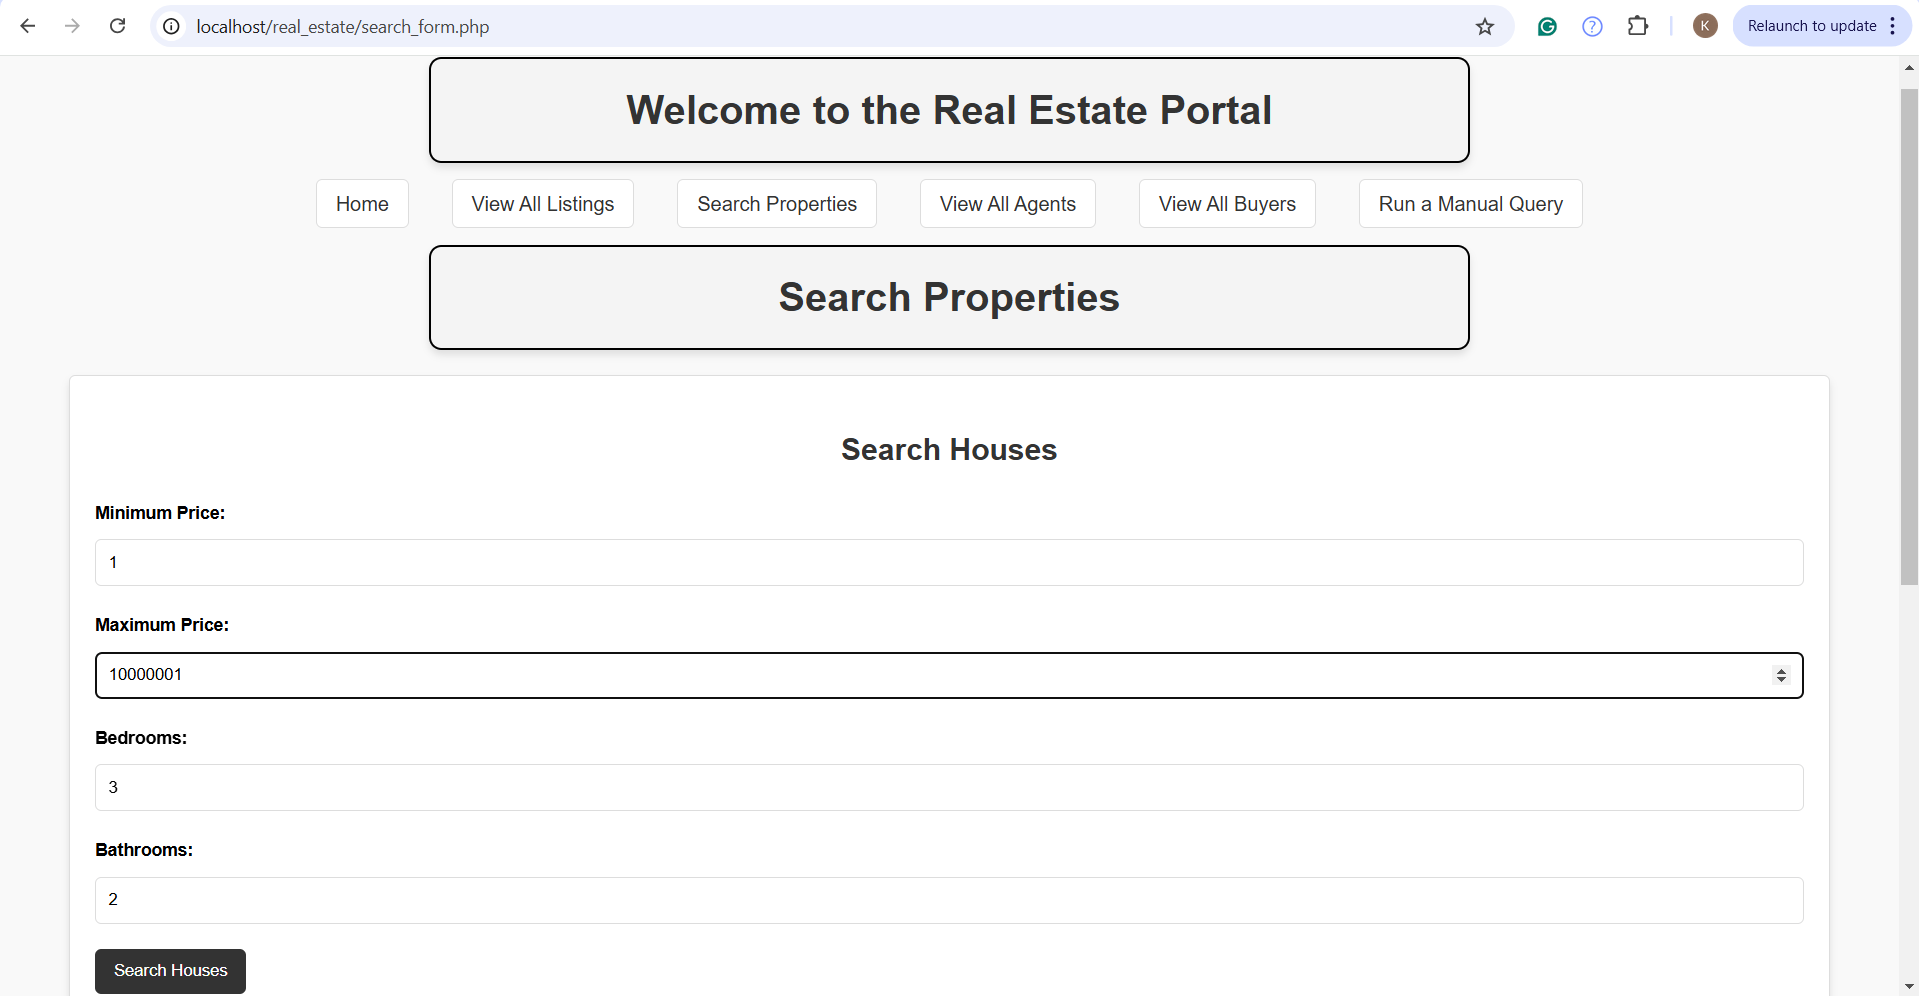 localhost/real_estate/search_form.php
K
Relaunch to update
Welcome to the Real Estate Portal
Home
View All Listings
Search Properties
View All Agents
View All Buyers
Run a Manual Query
Search Properties
Search Houses
Minimum Price:
1
Maximum Price:
10000001
Bedrooms:
3
Bathrooms:
2
Search Houses